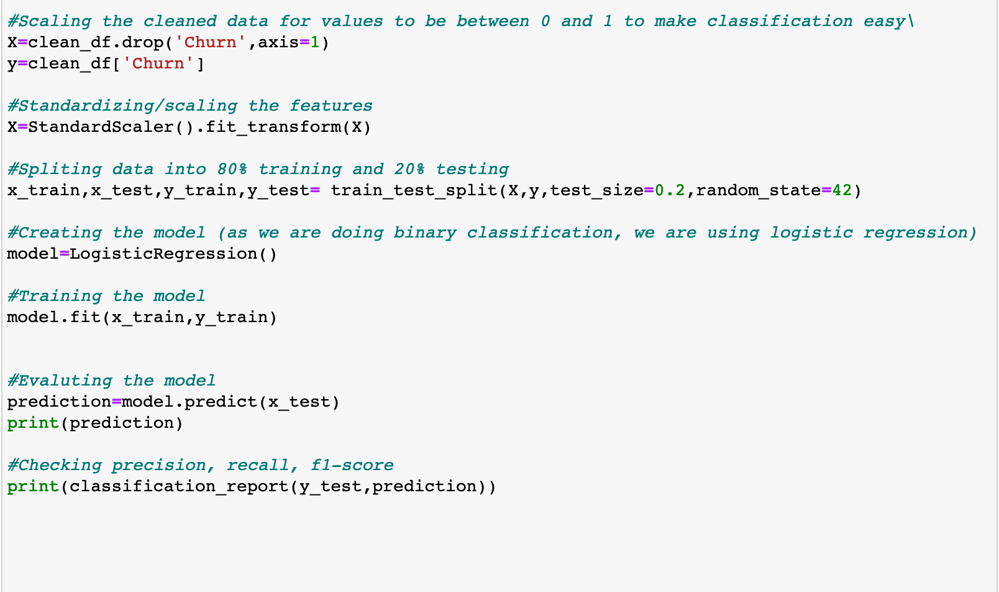 #Scaling the cleaned data for values to be between 0 and 1 to make classification easy\
X=clean_df.drop('Churn',axis=1)
y=clean_df['Churn']
#Standardizing/scaling the features
X=StandardScaler().fit_transform(X)
#Spliting data into 80% training and 20% testing
x_train,x_test,y_train,y_test= train_test_split(X,y,test_size=0.2,random_state=42)
#Creating the model (as we are doing binary classification, we are using logistic regression)
model=LogisticRegression()
#Training the model
model.fit(x_train,y_train)
#Evaluting the model
prediction=model.predict(x_test)
print(prediction)
#Checking precision, recall, f1-score
print(classification_report(y_test,prediction))